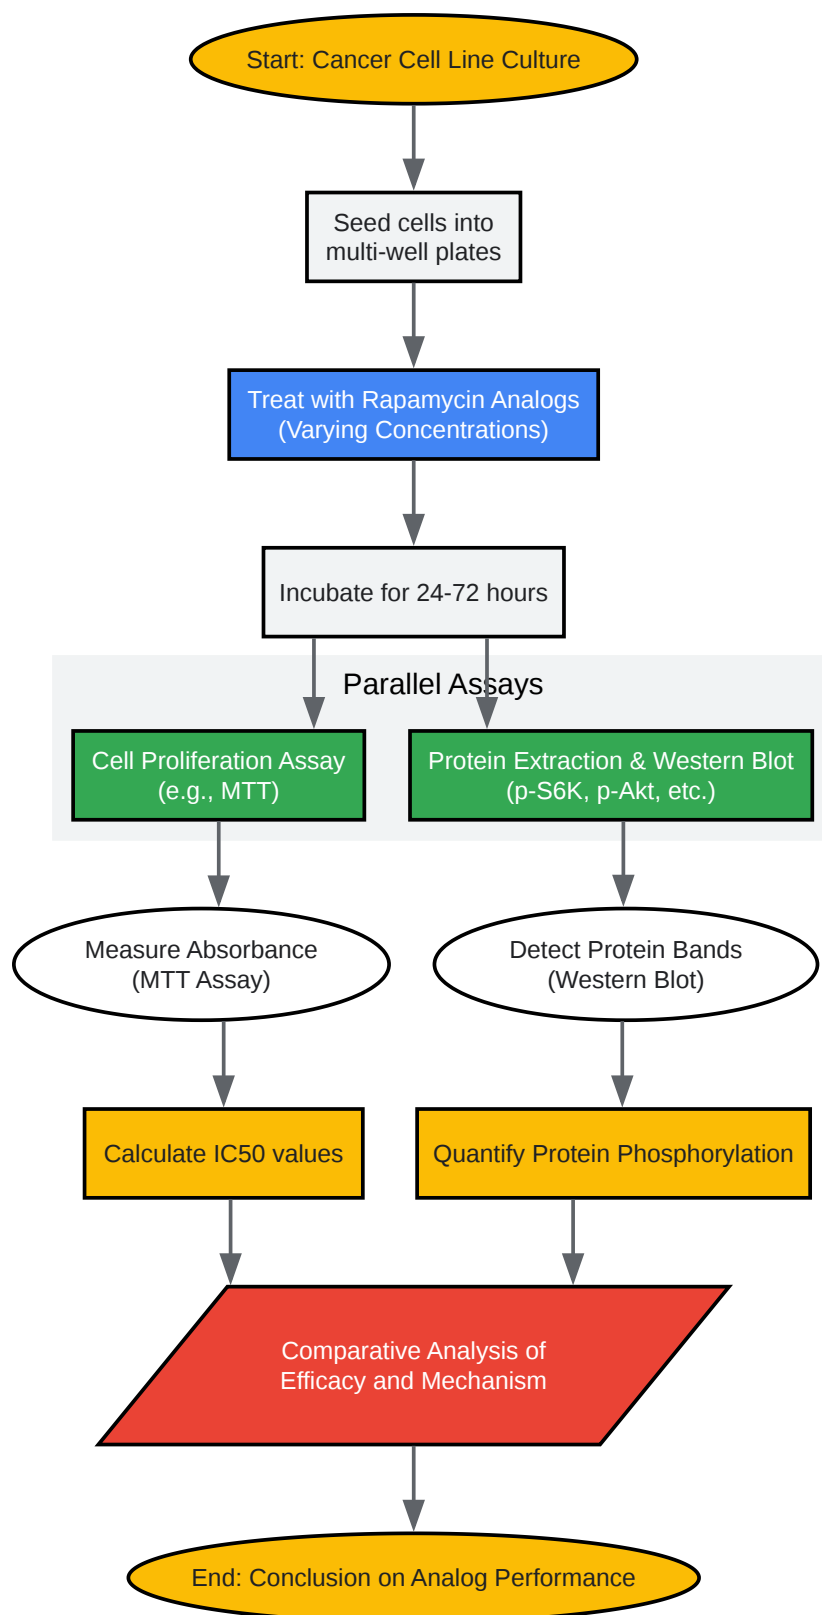 Start: Cancer Cell Line Culture
Seed cells into
multi-well plates
Treat with Rapamycin Analogs
(Varying Concentrations)
Incubate for 24-72 hours
Parallel Assays
Cell Proliferation Assay
(e.g., MTT)
Protein Extraction & Western Blot
(p-S6K, p-Akt, etc.)
Measure Absorbance
(MTT Assay)
Detect Protein Bands
(Western Blot)
Calculate IC50 values
Quantify Protein Phosphorylation
Comparative Analysis of
Efficacy and Mechanism
End: Conclusion on Analog Performance